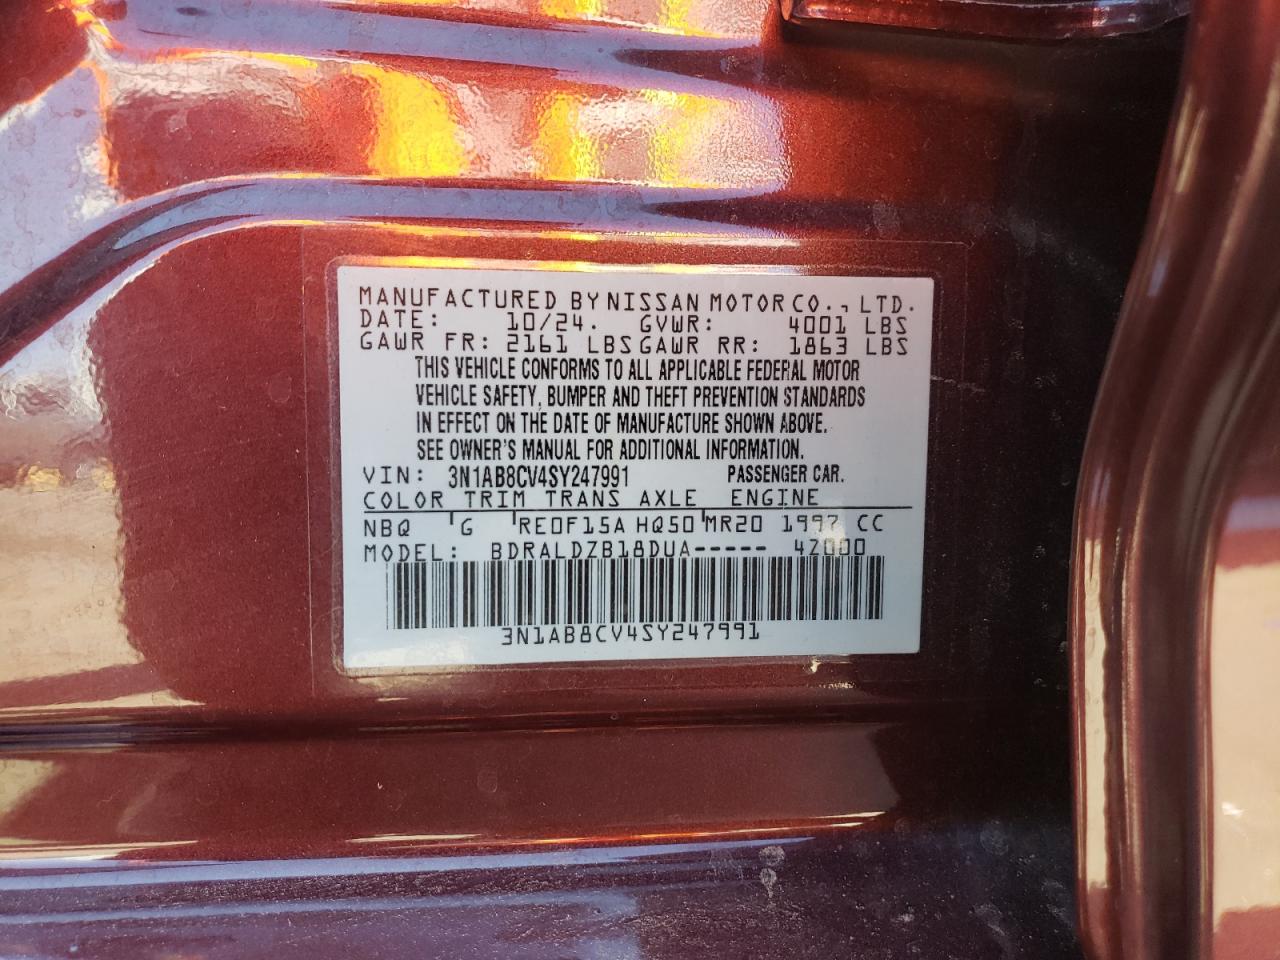 MANUFACTURED BY NISSAN MOTOR CO., LTD.
DATE: 10/24. GVWR: 4001 LBS
GAWR FR: 2161 LBS GAWR RR: 1863 LBS
THIS VEHICLE CONFORMS TO ALL APPLICABLE FEDERAL MOTOR
VEHICLE SAFETY, BUMPER AND THEFT PREVENTION STANDARDS
IN EFFECT ON THE DATE OF MANUFACTURE SHOWN ABOVE.
SEE OWNER'S MANUAL FOR ADDITIONAL INFORMATION.
VIN: 3N1AB8CV4SY247991 PASSENGER CAR.
COLOR TRIM TRANS AXLE ENGINE
NBQ G RE0F15A HQ50 MR20 1997 CC
MODEL: BDRALDZB18DUA----- 4Z000
3N1AB8CV4SY247991